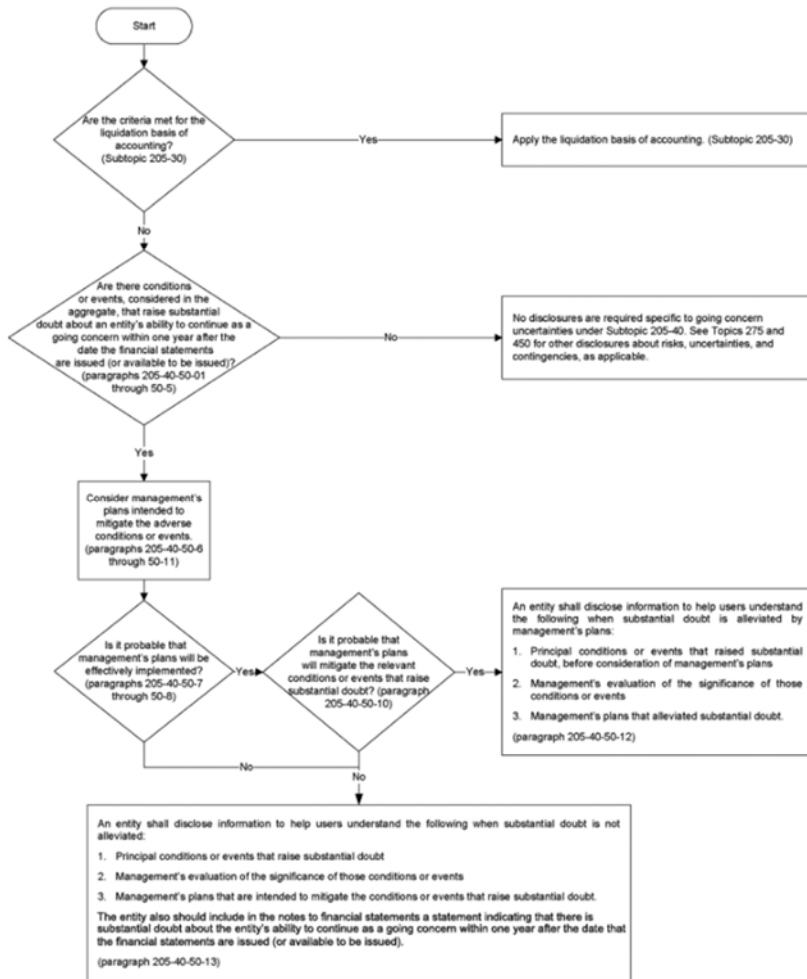 Start
Are the criteria met for the
liquidation basis of
accounting?
(Subtopic 205-30)
Yes
Apply the liquidation basis of accounting. (Subtopic 205-30)
No
Are there conditions
or events, considered in the
aggregate, that raise substantial
doubt about an entity's ability to continue as a
going concern within one year after the
date the financial statements
are issued (or available to be issued)?
(paragraphs 205-40-50-01
through 50-5)
No
No disclosures are required specific to going concern
uncertainties under Subtopic 205-40. See Topics 275 and
450 for other disclosures about risks, uncertainties, and
contingencies, as applicable.
Yes
Consider management's
plans intended to
mitigate the adverse
conditions or events.
(paragraphs 205-40-50-6
through 50-11)
Is it probable that
management's plans will be
effectively implemented?
(paragraphs 205-40-50-7
through 50-8)
Yes
Is it probable that
management's plans
will mitigate the relevant
conditions or events that raise
substantial doubt? (paragraph
205-40-50-10)
Yes
An entity shall disclose information to help users understand
the following when substantial doubt is alleviated by
management's plans:
1. Principal conditions or events that raised substantial
doubt, before consideration of management's plans
2. Management's evaluation of the significance of those
conditions or events
3. Management's plans that alleviated substantial doubt.
(paragraph 205-40-50-12)
No
No
An entity shall disclose information to help users understand the following when substantial doubt is not
alleviated:
1. Principal conditions or events that raise substantial doubt
2. Management's evaluation of the significance of those conditions or events
3. Management's plans that are intended to mitigate the conditions or events that raise substantial doubt.
The entity also should include in the notes to financial statements a statement indicating that there is
substantial doubt about the entity's ability to continue as a going concern within one year after the date that
the financial statements are issued (or available to be issued).
(paragraph 205-40-50-13)